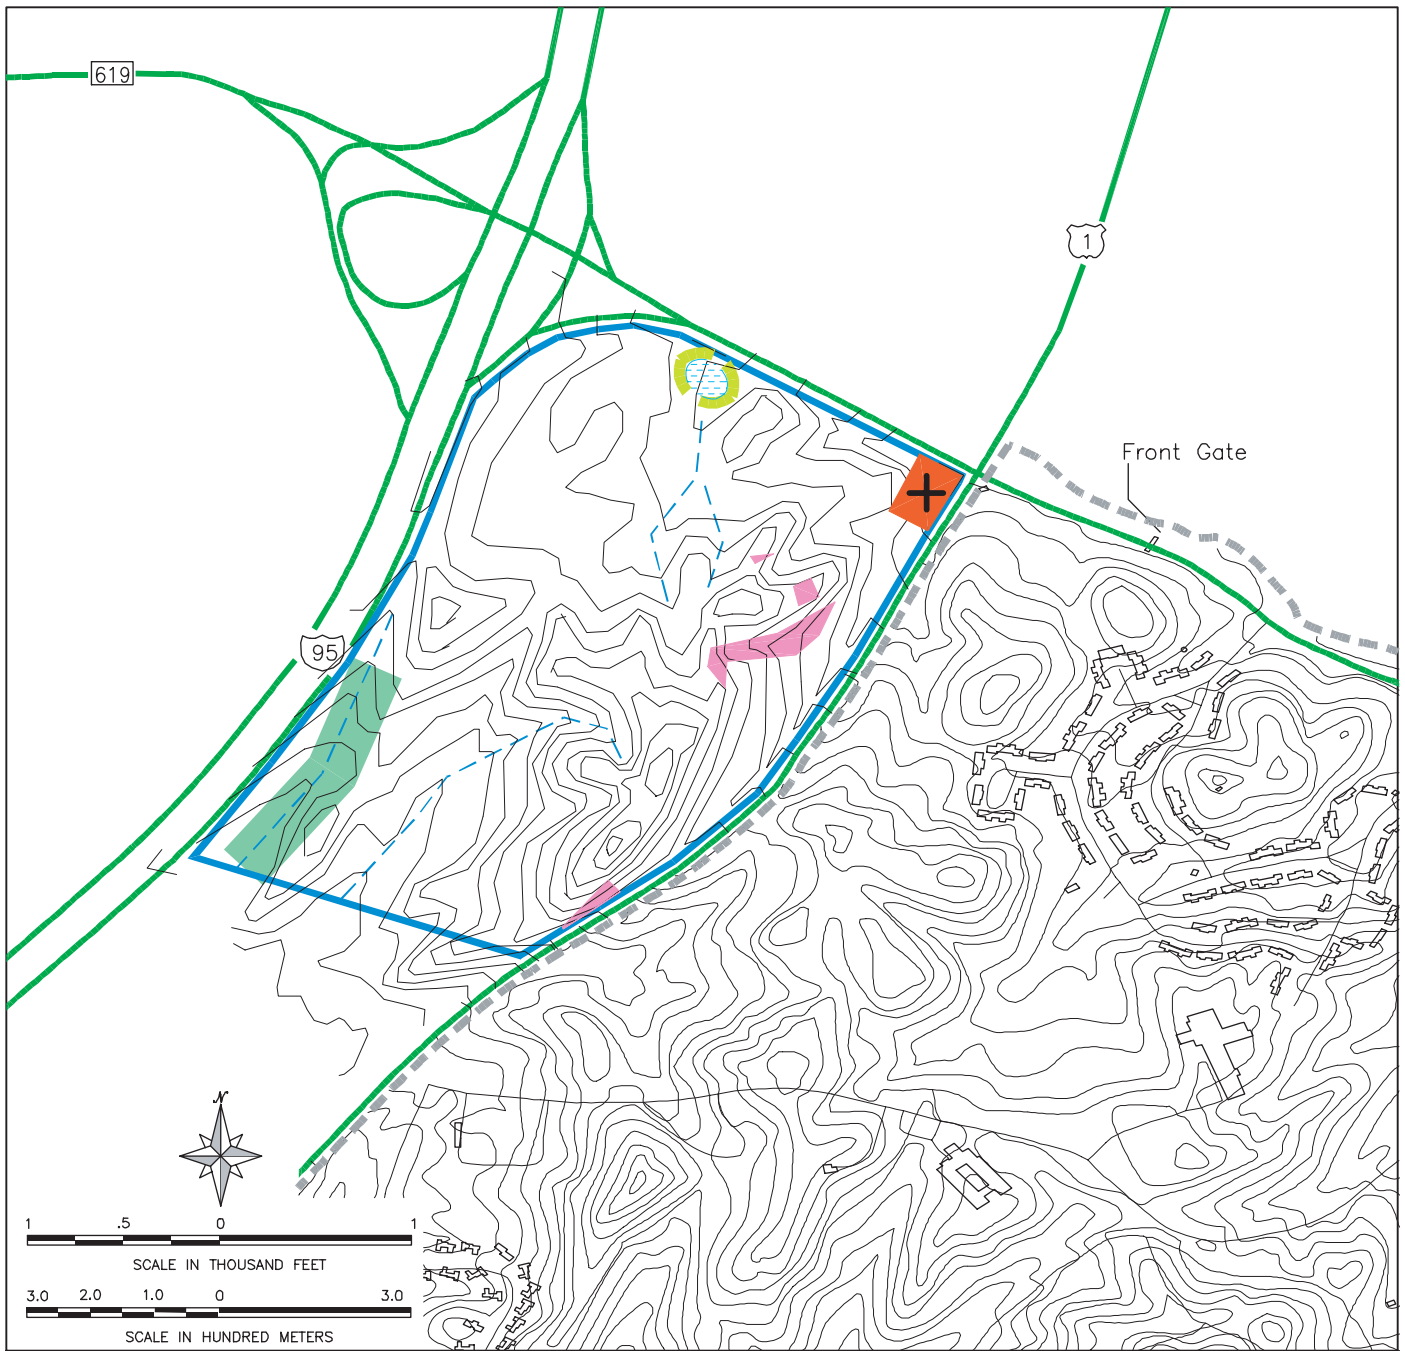 619
1
Front Gate
95
N
1 .5 0 1
SCALE IN THOUSAND FEET
3.0 2.0 1.0 0 3.0
SCALE IN HUNDRED METERS